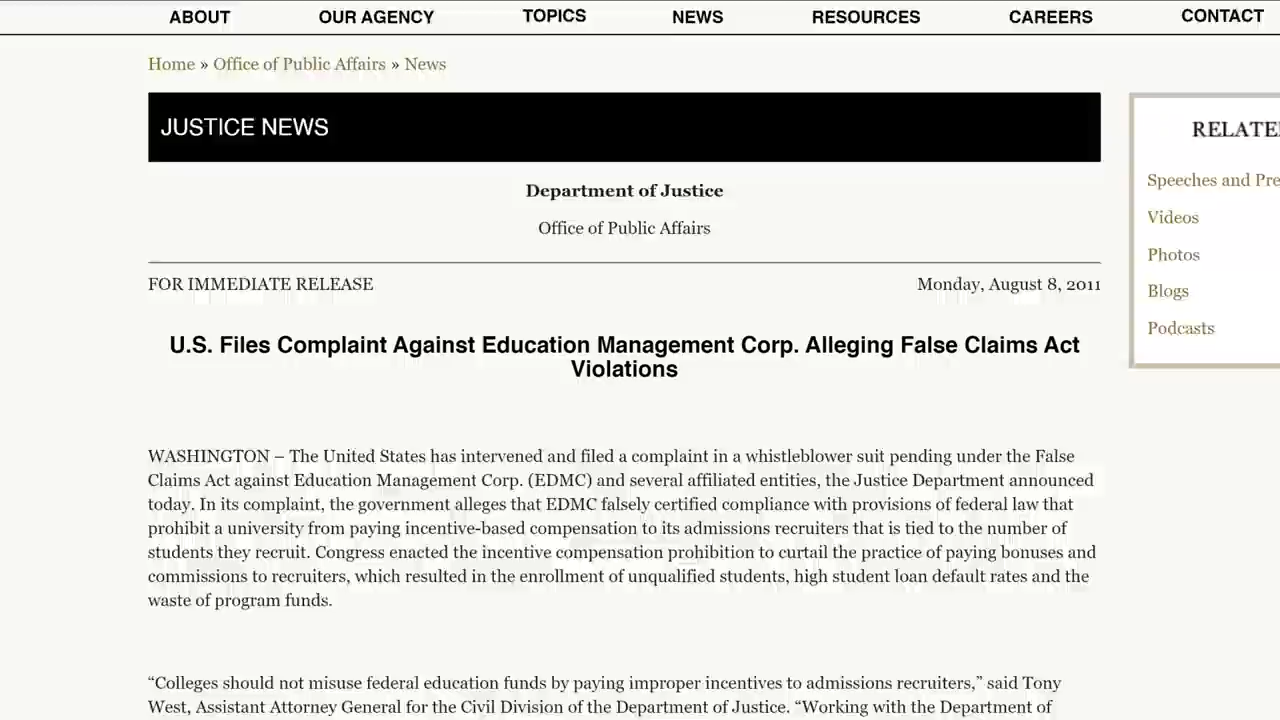 ABOUT OUR AGENCY TOPICS NEWS RESOURCES CAREERS CONTACT
Home » Office of Public Affairs » News
JUSTICE NEWS
Department of Justice
Office of Public Affairs
FOR IMMEDIATE RELEASE Monday, August 8, 2011
U.S. Files Complaint Against Education Management Corp. Alleging False Claims Act
Violations
WASHINGTON – The United States has intervened and filed a complaint in a whistleblower suit pending under the False
Claims Act against Education Management Corp. (EDMC) and several affiliated entities, the Justice Department announced
today. In its complaint, the government alleges that EDMC falsely certified compliance with provisions of federal law that
prohibit a university from paying incentive-based compensation to its admissions recruiters that is tied to the number of
students they recruit. Congress enacted the incentive compensation prohibition to curtail the practice of paying bonuses and
commissions to recruiters, which resulted in the enrollment of unqualified students, high student loan default rates and the
waste of program funds.
“Colleges should not misuse federal education funds by paying improper incentives to admissions recruiters,” said Tony
West, Assistant Attorney General for the Civil Division of the Department of Justice. “Working with the Department of
RELATE
Speeches and Pre
Videos
Photos
Blogs
Podcasts